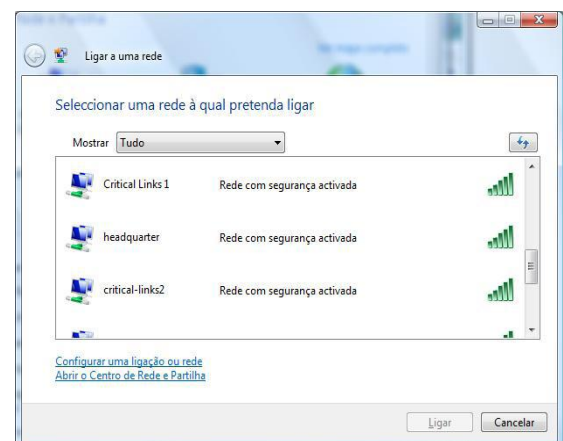 Ligar a uma rede
Seleccionar uma rede à qual pretenda ligar
Mostrar Tudo
Critical Links 1 Rede com segurança activada
headquarter Rede com segurança activada
critical-links2 Rede com segurança activada
Configurar uma ligação ou rede
Abrir o Centro de Rede e Partilha
Ligar Cancelar